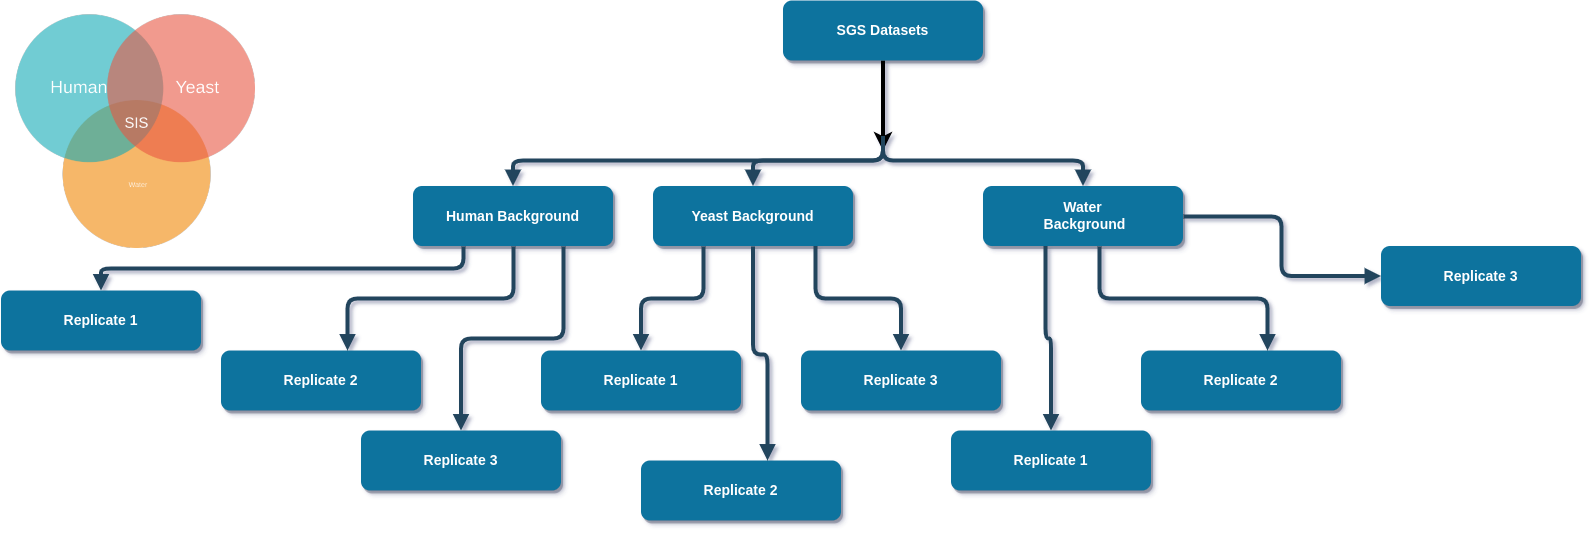 SGS Datasets
Human
Yeast
SIS
Water
Human Background
Yeast Background
Water
Background
Replicate 3
Replicate 1
Replicate 2
Replicate 1
Replicate 3
Replicate 2
Replicate 3
Replicate 1
Replicate 2